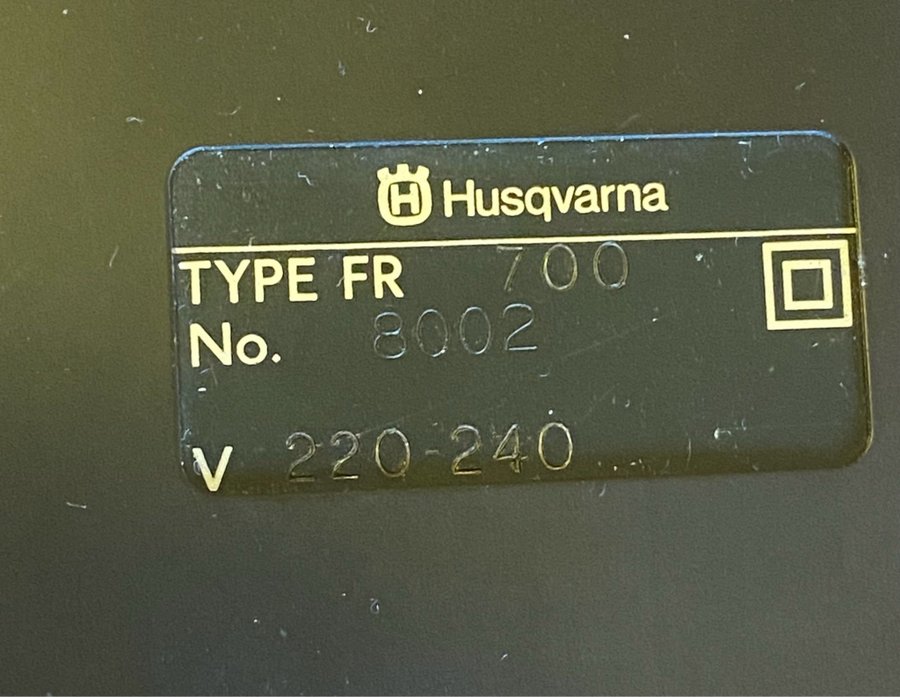 Husqvarna
TYPE FR 700
No. 8002
V 220-240